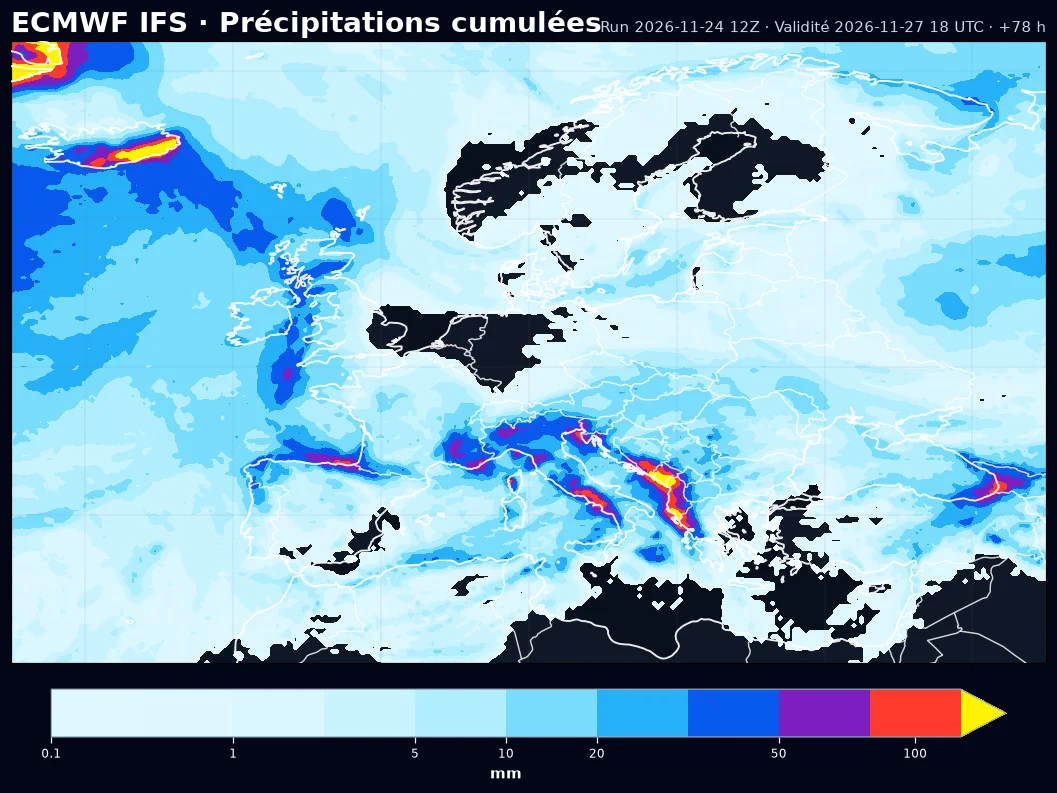 ECMWF IFS · Précipitations cumulées
Run 2026-11-24 12Z · Validité 2026-11-27 18 UTC · +78 h
0.1 1 5 10 20 50 100
mm